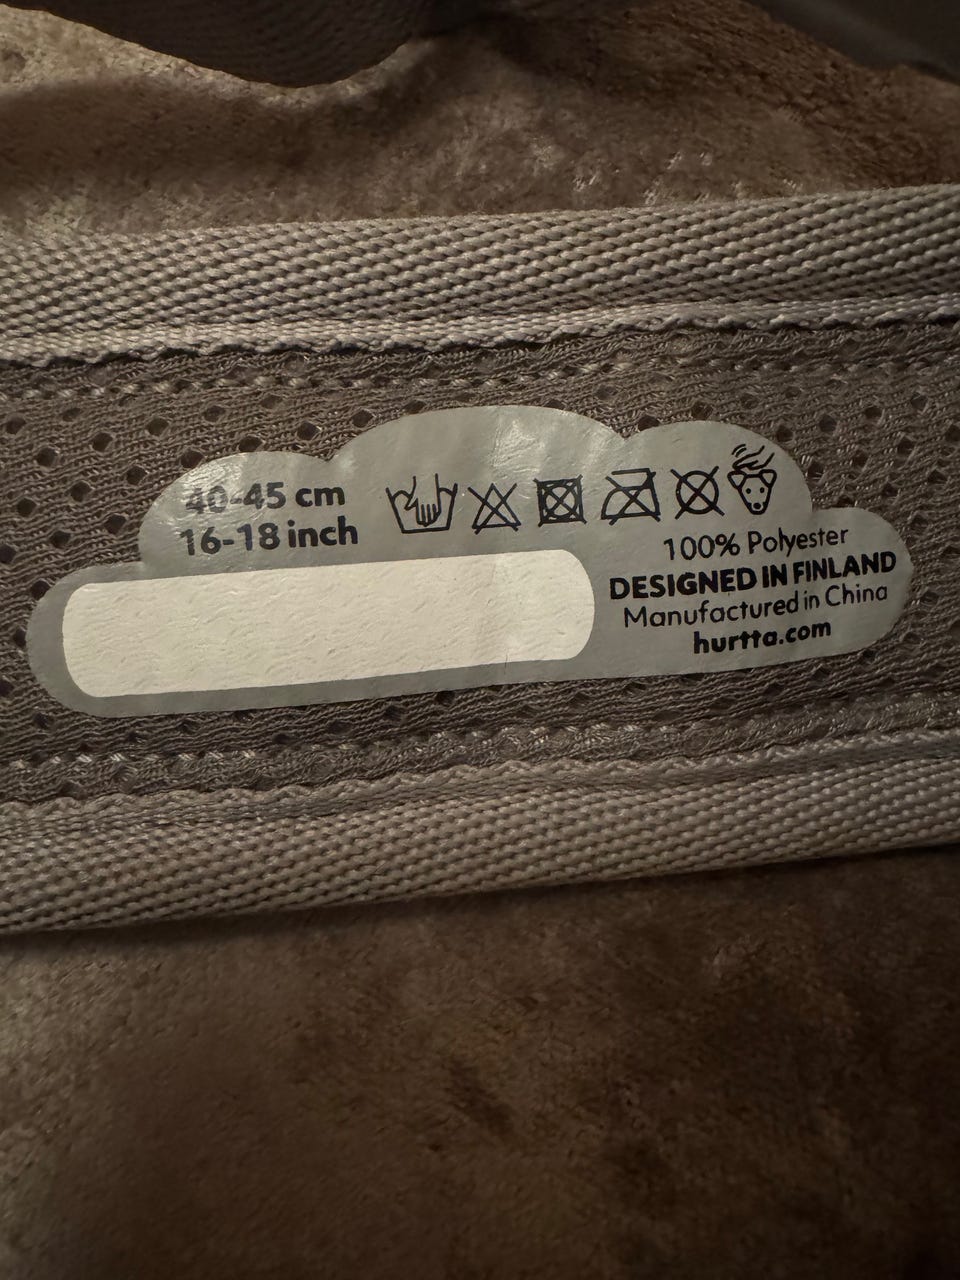 40-45 cm
16-18 inch
100% Polyester
DESIGNED IN FINLAND
Manufactured in China
hurtta.com